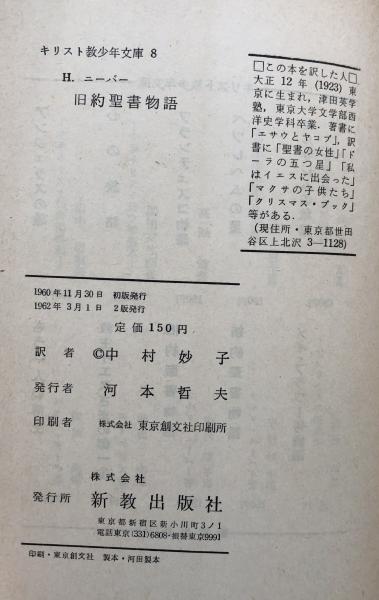 キリスト教少年文庫 8
H. ニーバー
旧約聖書物語
□この本を訳した人□
大正 12 年 (1923) 東
京に生まれ, 津田英学
塾, 東京大学文学部西
洋史学科卒業. 著書に
「エサウとヤコブ」, 訳
書に「聖書の女性」「ド
ーラの五つ星」「私
はイエスに出会った」
「マクサの子供たち」
「クリスマス・ブック」
等がある.
(現住所・東京都世田
谷区上北沢 3—1128)
1960 年 11 月 30 日 初版発行
1962 年 3 月 1 日 2 版発行
定価 150 円
訳者 ©中村妙子
発行者 河本哲夫
印刷者 株式会社 東京創文社印刷所
株式会社
発行所 新教出版社
東京都新宿区新小川町 3 ノ 1
電話東京 (331) 6808・振替東京9991
印刷・東京創文社 製本・河田製本